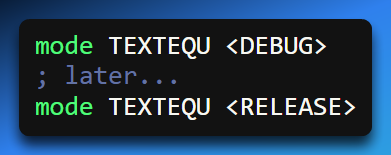 mode TEXTEQU <DEBUG>
; later...
mode TEXTEQU <RELEASE>